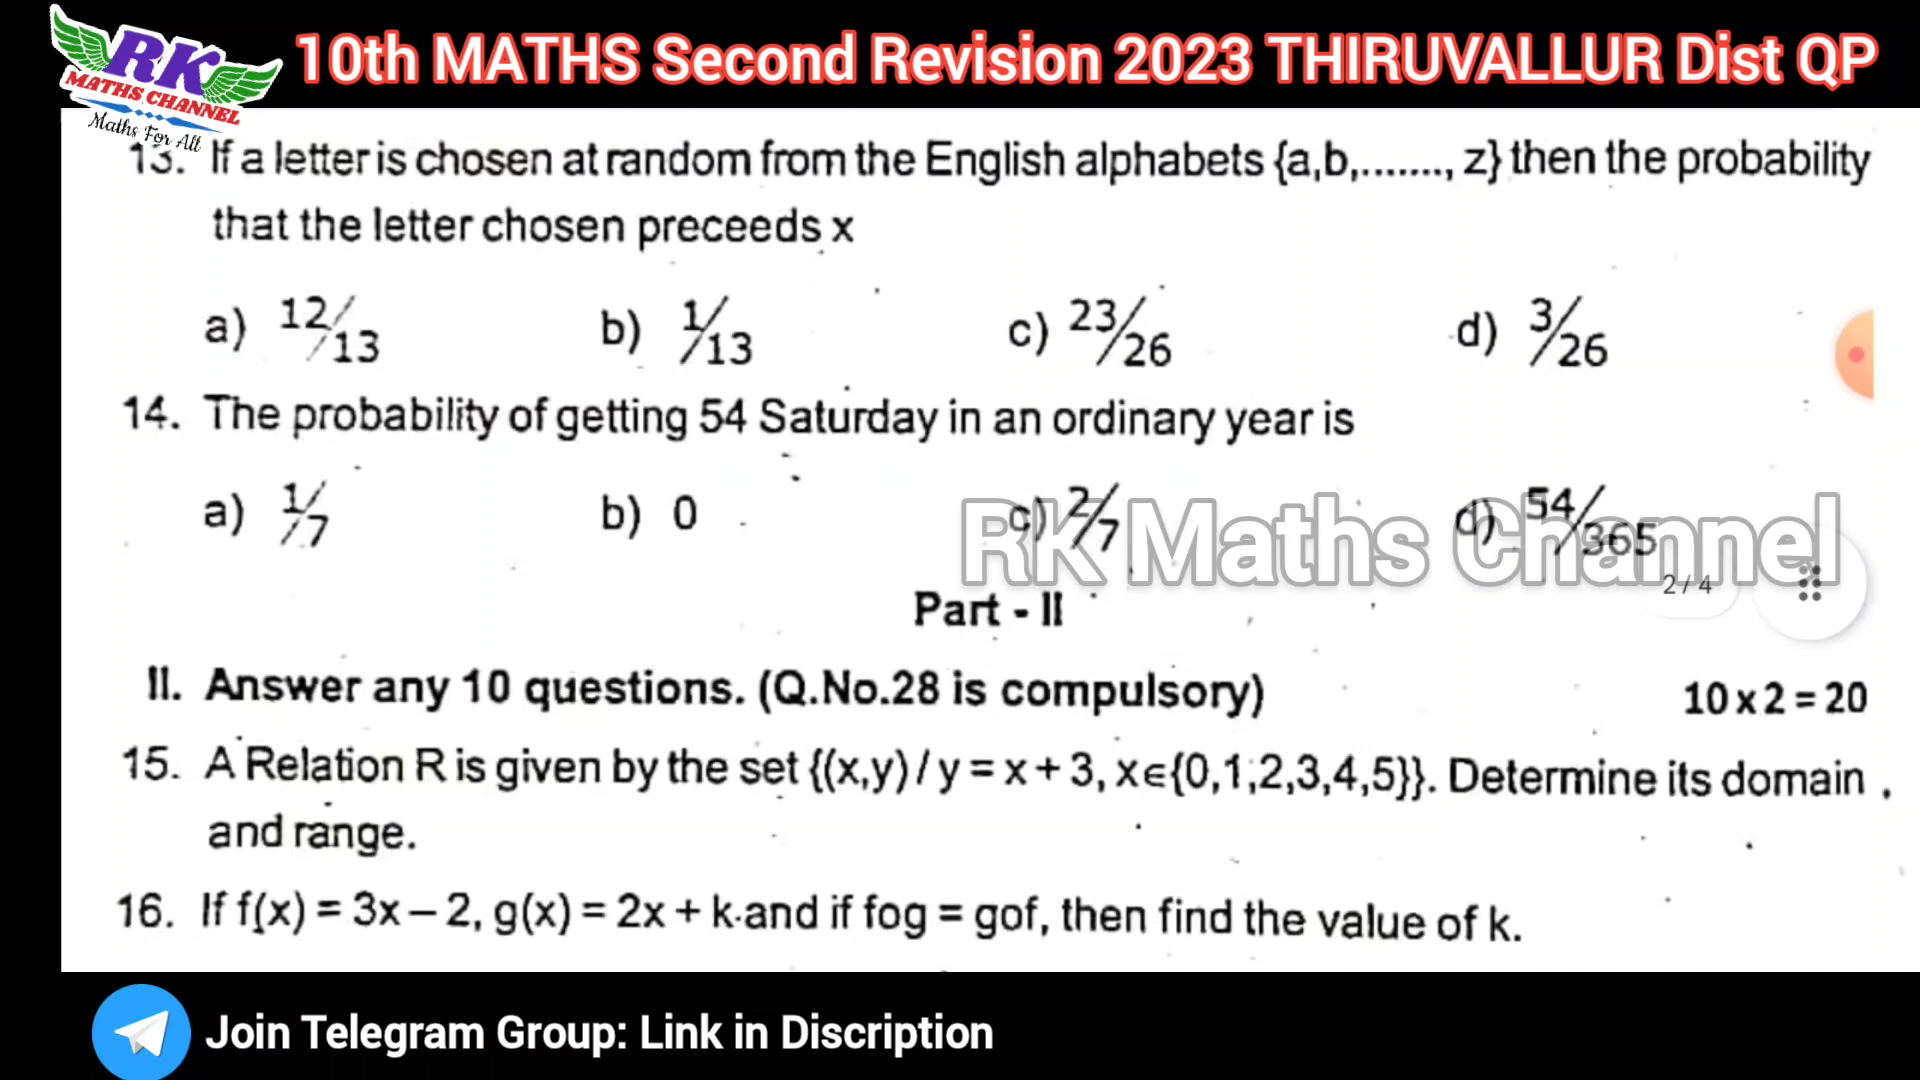 RK
MATHS CHANNEL
Maths For All
10th MATHS Second Revision 2023 THIRUVALLUR Dist QP
13. If a letter is chosen at random from the English alphabets {a,b,........, z} then the probability
that the letter chosen preceeds x
a) 12/13 b) 1/13 c) 23/26 d) 3/26
14. The probability of getting 54 Saturday in an ordinary year is
a) 1/7 b) 0 c) 2/7 d) 54/365
RK Maths Channel
2 / 4
Part - II
II. Answer any 10 questions. (Q.No.28 is compulsory) 10 x 2 = 20
15. A Relation R is given by the set {(x,y) / y = x + 3, x∈{0,1,2,3,4,5}}. Determine its domain
and range.
16. If f(x) = 3x – 2, g(x) = 2x + k and if fog = gof, then find the value of k.
Join Telegram Group: Link in Discription